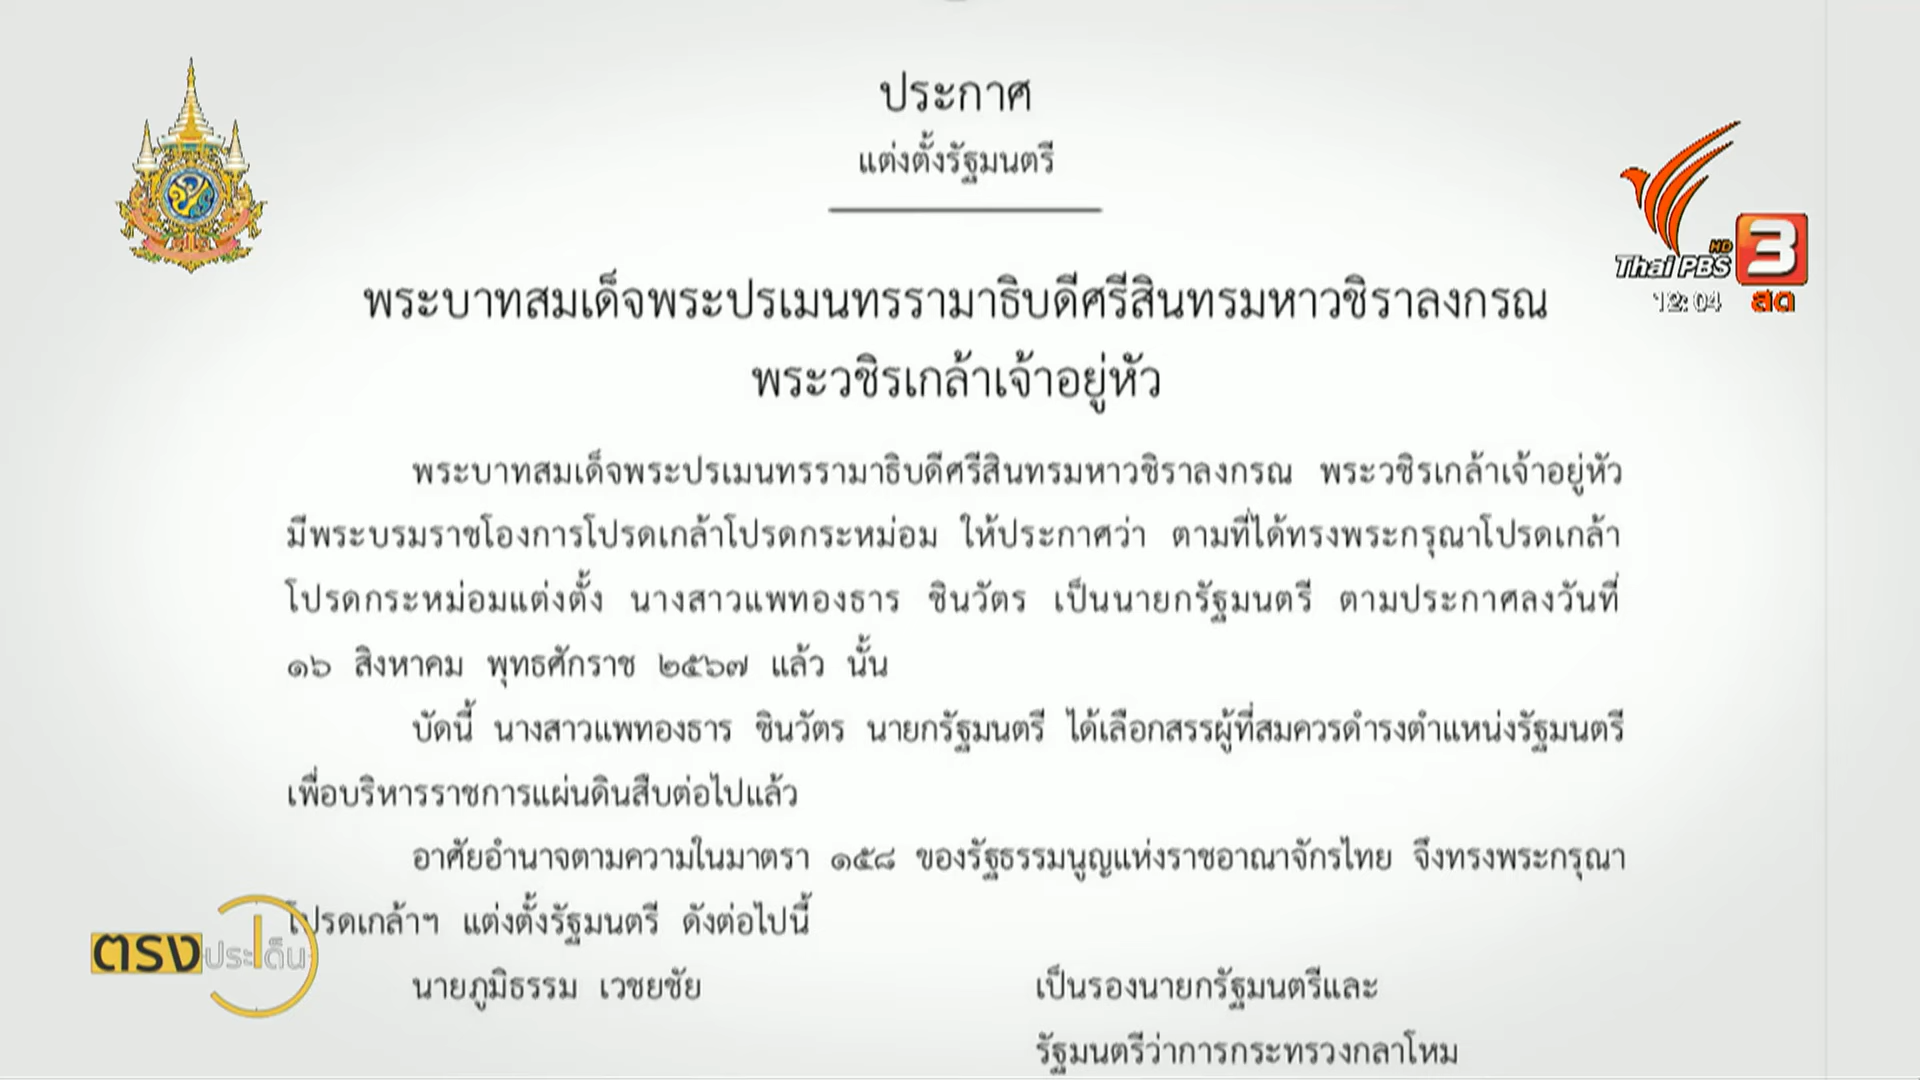 ประกาศ
แต่งตั้งรัฐมนตรี
พระบาทสมเด็จพระปรเมนทรรามาธิบดีศรีสินทรมหาวชิราลงกรณ
พระวชิรเกล้าเจ้าอยู่หัว
Thai PBS HD 3
12:04 สด
พระบาทสมเด็จพระปรเมนทรรามาธิบดีศรีสินทรมหาวชิราลงกรณ พระวชิรเกล้าเจ้าอยู่หัว
มีพระบรมราชโองการโปรดเกล้าโปรดกระหม่อม ให้ประกาศว่า ตามที่ได้ทรงพระกรุณาโปรดเกล้า
โปรดกระหม่อมแต่งตั้ง นางสาวแพทองธาร ชินวัตร เป็นนายกรัฐมนตรี ตามประกาศลงวันที่
๑๖ สิงหาคม พุทธศักราช ๒๕๖๗ แล้ว นั้น
บัดนี้ นางสาวแพทองธาร ชินวัตร นายกรัฐมนตรี ได้เลือกสรรผู้ที่สมควรดำรงตำแหน่งรัฐมนตรี
เพื่อบริหารราชการแผ่นดินสืบต่อไปแล้ว
อาศัยอำนาจตามความในมาตรา ๑๕๘ ของรัฐธรรมนูญแห่งราชอาณาจักรไทย จึงทรงพระกรุณา
โปรดเกล้าฯ แต่งตั้งรัฐมนตรี ดังต่อไปนี้
ตรงประเด็น
นายภูมิธรรม เวชยชัย เป็นรองนายกรัฐมนตรีและ
รัฐมนตรีว่าการกระทรวงกลาโหม